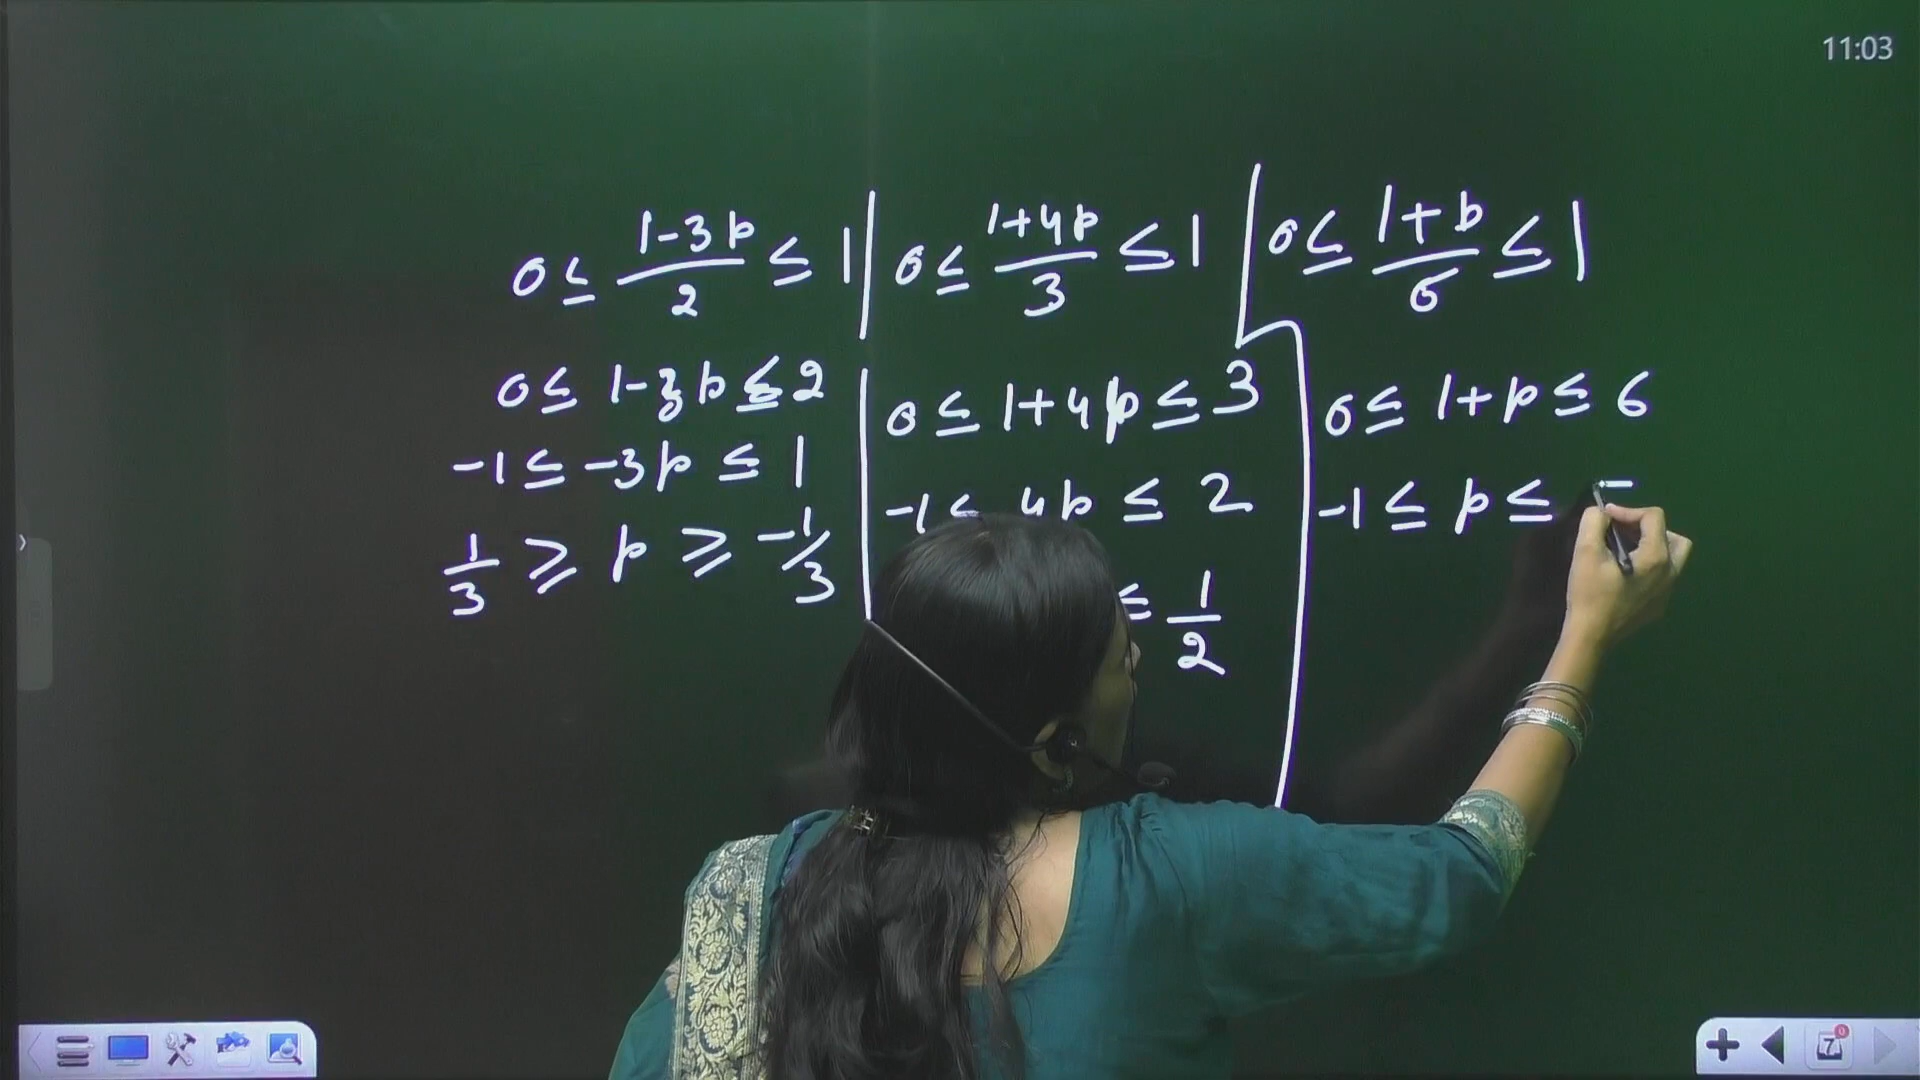 11:03
0 ≤ (1-3p)/2 ≤ 1 | 0 ≤ (1+4p)/3 ≤ 1 | 0 ≤ (1+p)/6 ≤ 1
0 ≤ 1-3p ≤ 2 | 0 ≤ 1+4p ≤ 3 | 0 ≤ 1+p ≤ 6
-1 ≤ -3p ≤ 1 | -1 ≤ 4p ≤ 2 | -1 ≤ p ≤
1/3 ≥ p ≥ -1/3 | ≤ 1/2
7